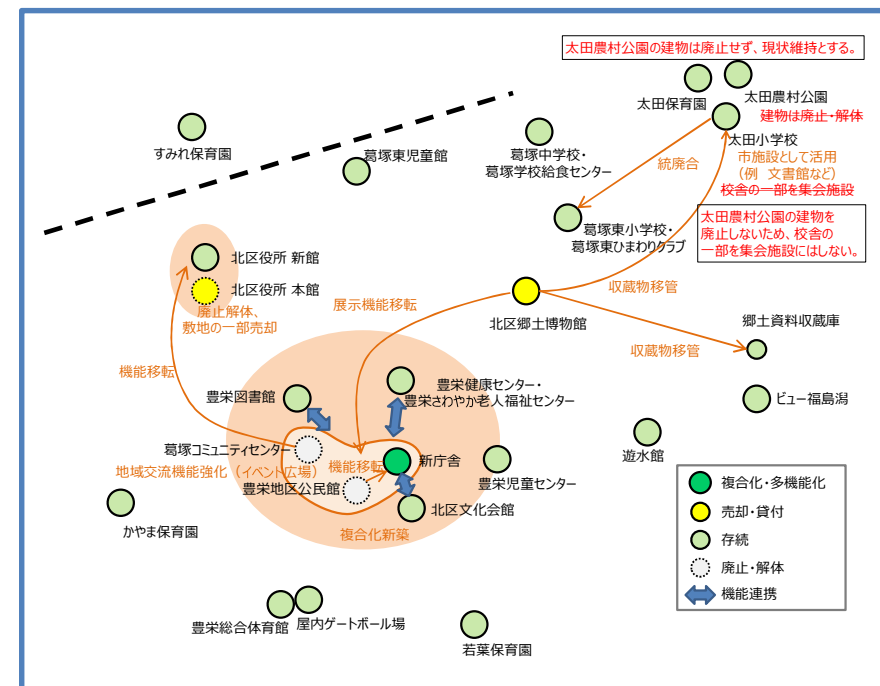 太田農村公園の建物は廃止せず、現状維持とする。
太田保育園
太田農村公園
建物は廃止・解体
太田小学校
市施設として活用
（例　文書館など）
校舎の一部を集会施設
太田農村公園の建物を
廃止しないため、校舎の
一部を集会施設にはしない。
すみれ保育園
葛塚東児童館
葛塚中学校・
葛塚学校給食センター
統廃合
葛塚東小学校・
葛塚東ひまわりクラブ
北区役所 新館
北区役所 本館
廃止解体、
敷地の一部売却
機能移転
展示機能移転
北区郷土博物館
収蔵物移管
収蔵物移管
郷土資料収蔵庫
ビュー福島潟
遊水館
豊栄図書館
豊栄健康センター・
豊栄さわやか老人福祉センター
葛塚コミュニティセンター
機能移転
新庁舎
地域交流機能強化（イベント広場）
豊栄地区公民館
豊栄児童センター
北区文化会館
複合化新築
かやま保育園
豊栄総合体育館
屋内ゲートボール場
若葉保育園
複合化・多機能化
売却・貸付
存続
廃止・解体
機能連携